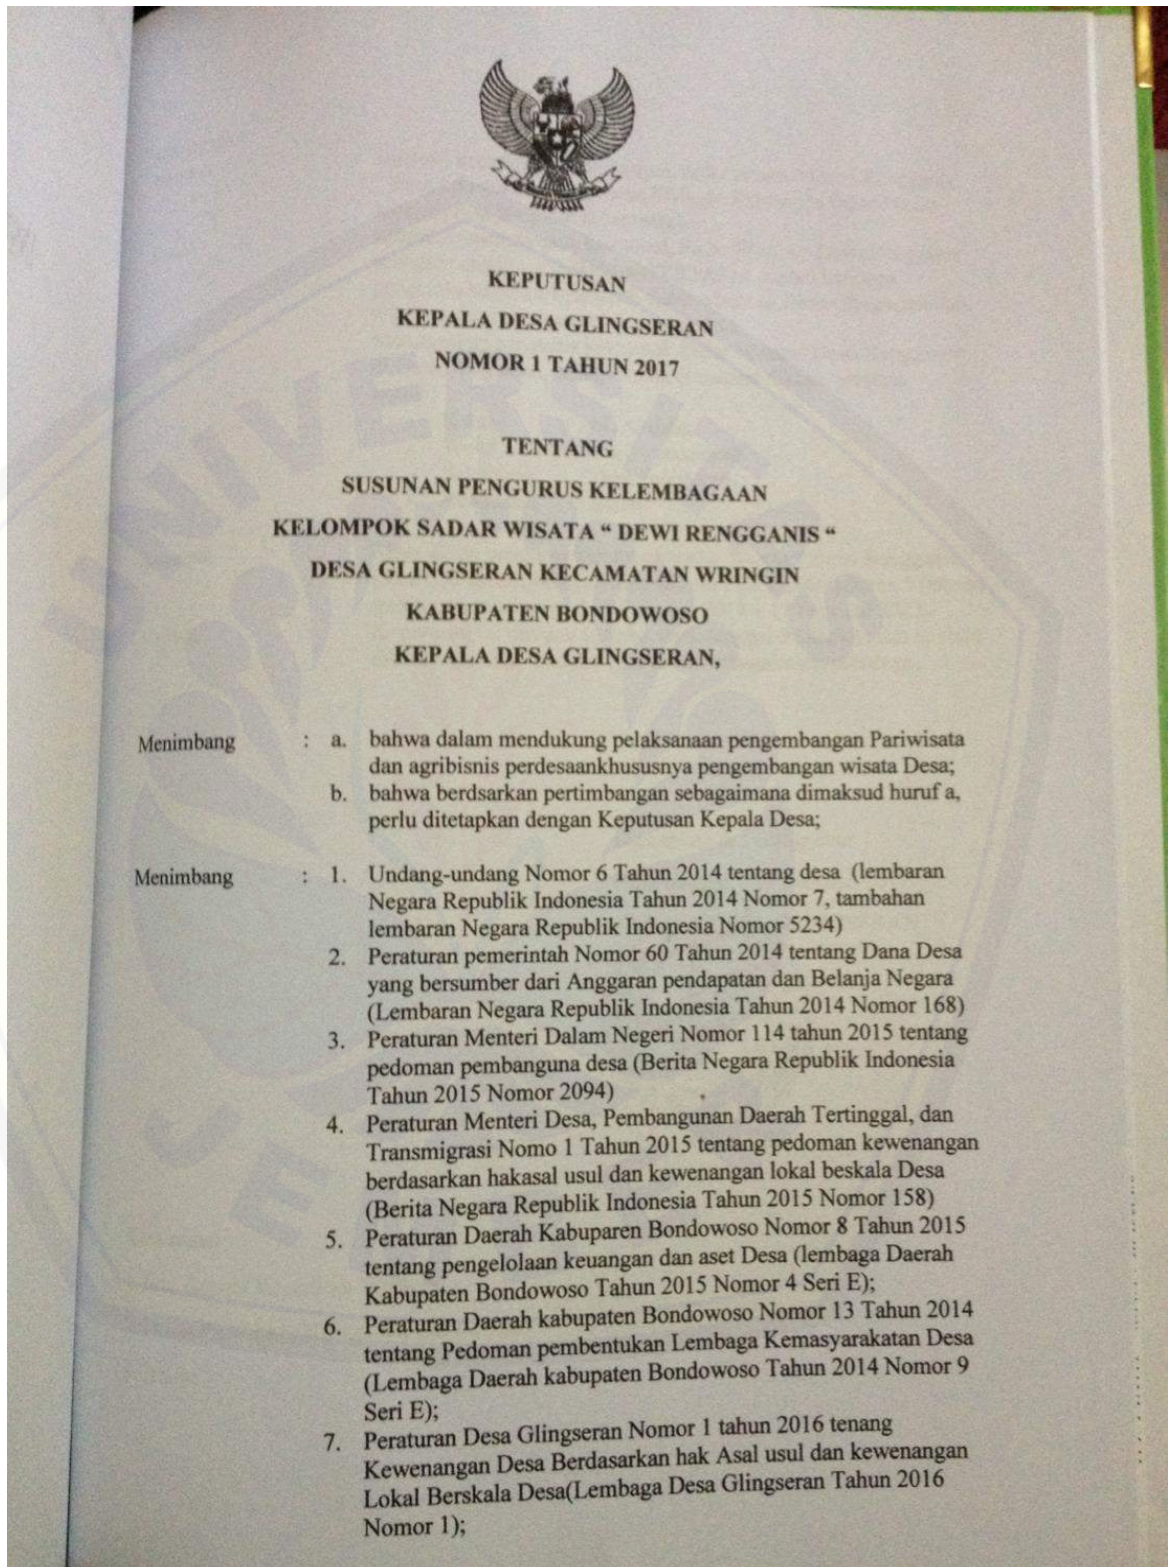 KEPUTUSAN
KEPALA DESA GLINGSERAN
NOMOR 1 TAHUN 2017
TENTANG
SUSUNAN PENGURUS KELEMBAGAAN
KELOMPOK SADAR WISATA “ DEWI RENGGANIS “
DESA GLINGSERAN KECAMATAN WRINGIN
KABUPATEN BONDOWOSO
KEPALA DESA GLINGSERAN,
Menimbang : a. bahwa dalam mendukung pelaksanaan pengembangan Pariwisata
dan agribisnis perdesaankhususnya pengembangan wisata Desa;
b. bahwa berdsarkan pertimbangan sebagaimana dimaksud huruf a,
perlu ditetapkan dengan Keputusan Kepala Desa;
Menimbang : 1. Undang-undang Nomor 6 Tahun 2014 tentang desa (lembaran
Negara Republik Indonesia Tahun 2014 Nomor 7, tambahan
lembaran Negara Republik Indonesia Nomor 5234)
2. Peraturan pemerintah Nomor 60 Tahun 2014 tentang Dana Desa
yang bersumber dari Anggaran pendapatan dan Belanja Negara
(Lembaran Negara Republik Indonesia Tahun 2014 Nomor 168)
3. Peraturan Menteri Dalam Negeri Nomor 114 tahun 2015 tentang
pedoman pembanguna desa (Berita Negara Republik Indonesia
Tahun 2015 Nomor 2094)
4. Peraturan Menteri Desa, Pembangunan Daerah Tertinggal, dan
Transmigrasi Nomo 1 Tahun 2015 tentang pedoman kewenangan
berdasarkan hakasal usul dan kewenangan lokal beskala Desa
(Berita Negara Republik Indonesia Tahun 2015 Nomor 158)
5. Peraturan Daerah Kabuparen Bondowoso Nomor 8 Tahun 2015
tentang pengelolaan keuangan dan aset Desa (lembaga Daerah
Kabupaten Bondowoso Tahun 2015 Nomor 4 Seri E);
6. Peraturan Daerah kabupaten Bondowoso Nomor 13 Tahun 2014
tentang Pedoman pembentukan Lembaga Kemasyarakatan Desa
(Lembaga Daerah kabupaten Bondowoso Tahun 2014 Nomor 9
Seri E);
7. Peraturan Desa Glingseran Nomor 1 tahun 2016 tenang
Kewenangan Desa Berdasarkan hak Asal usul dan kewenangan
Lokal Berskala Desa(Lembaga Desa Glingseran Tahun 2016
Nomor 1);